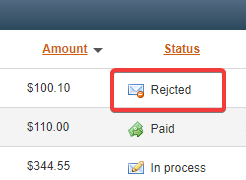 Amount Status
$100.10 Rejcted
$110.00 Paid
$344.55 In process